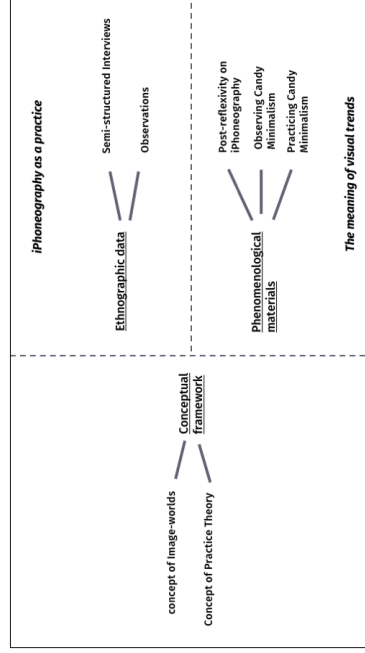 concept of Image-worlds
Concept of Practice Theory
Conceptual
framework
iPhoneography as a practice
Ethnographic data
Semi-structured Interviews
Observations
Phenomenological
materials
Post-reflexivity on
iPhoneography
Observing Candy
Minimalism
Practicing Candy
Minimalism
The meaning of visual trends